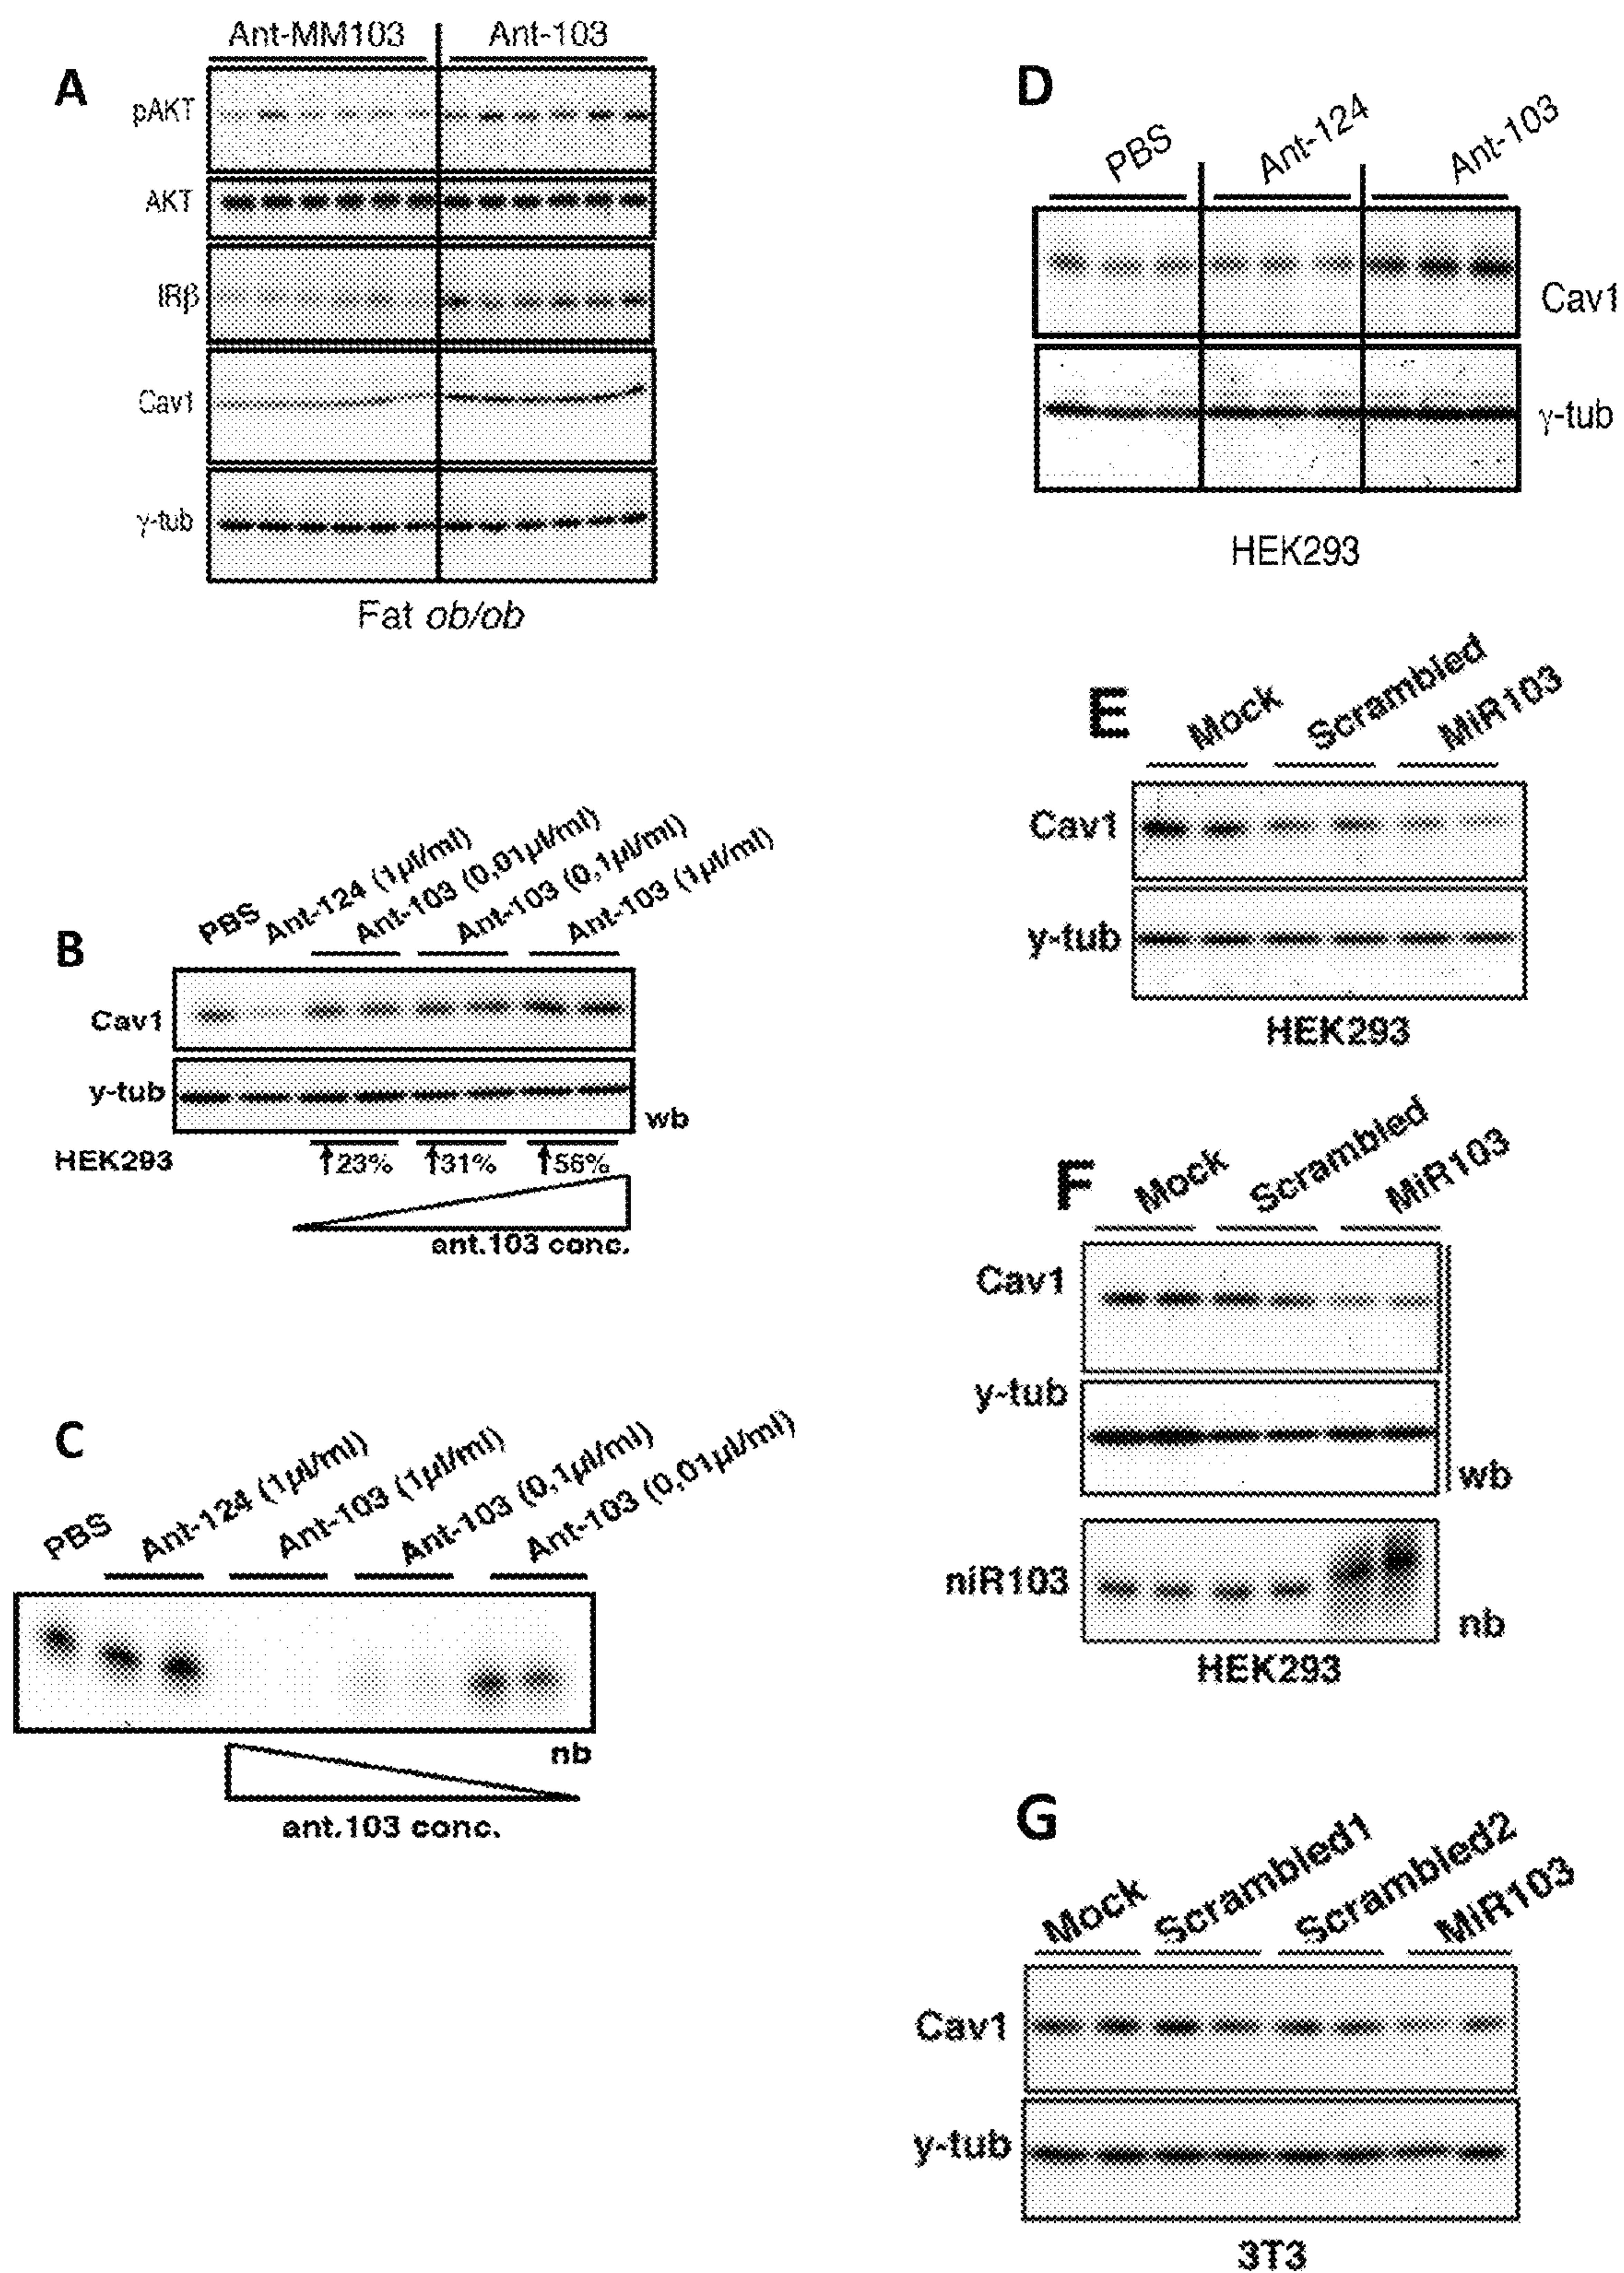 A
Ant-MM103 Ant-103
pAKT
AKT
IRβ
Cav1
γ-tub
Fat ob/ob
B
PBS
Ant-124 (1µl/ml)
Ant-103 (0,01µl/ml)
Ant-103 (0,1µl/ml)
Ant-103 (1µl/ml)
Cav1
y-tub
wb
HEK293
↑23% ↑31% ↑56%
ant.103 conc.
C
PBS
Ant-124 (1µl/ml)
Ant-103 (1µl/ml)
Ant-103 (0,1µl/ml)
Ant-103 (0,01µl/ml)
nb
ant.103 conc.
D
PBS
Ant-124
Ant-103
Cav1
γ-tub
HEK293
E
Mock
Scrambled
MiR103
Cav1
y-tub
HEK293
F
Mock
Scrambled
MiR103
Cav1
y-tub
wb
niR103
nb
HEK293
G
Mock
Scrambled1
Scrambled2
MiR103
Cav1
y-tub
3T3